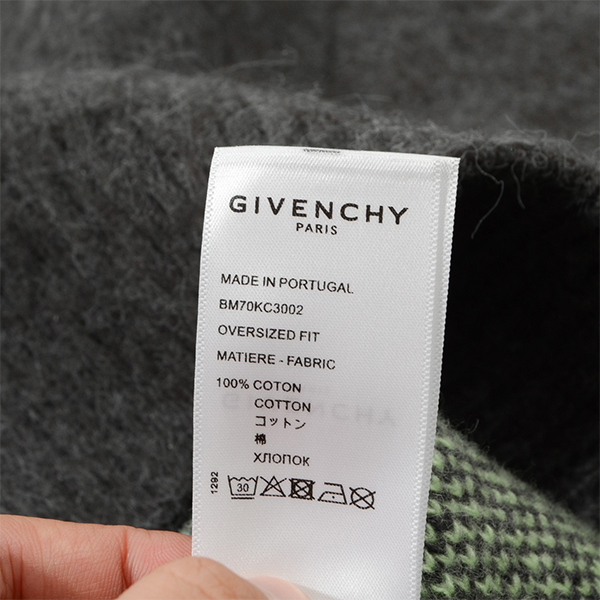 GIVENCHY
PARIS
MADE IN PORTUGAL
BM70KC3002
OVERSIZED FIT
MATIERE - FABRIC
100% COTON
COTTON
コットン
棉
ХЛОПОК
1292
30